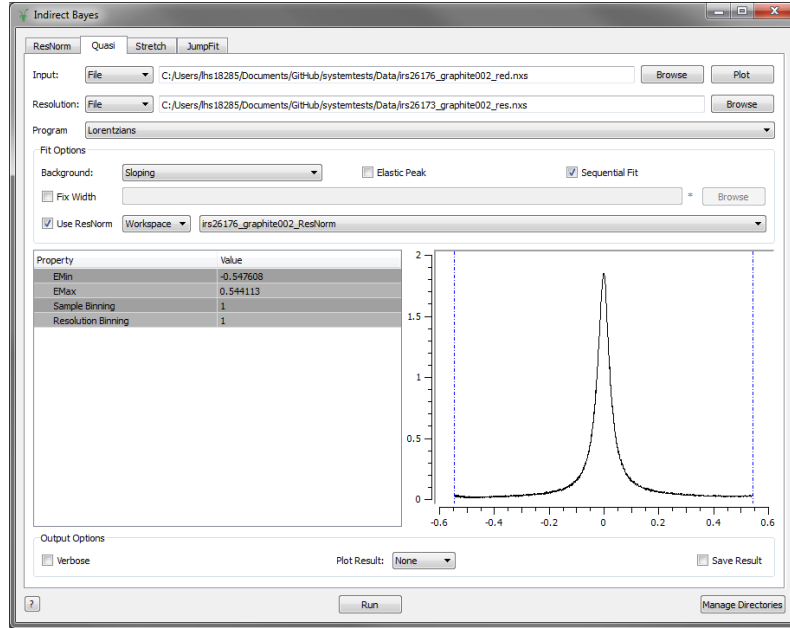 Indirect Bayes
ResNorm Quasi Stretch JumpFit
Input: File C:/Users/lhs18285/Documents/GitHub/systemtests/Data/irs26176_graphite002_red.nxs Browse Plot
Resolution: File C:/Users/lhs18285/Documents/GitHub/systemtests/Data/irs26173_graphite002_res.nxs Browse
Program Lorentzians
Fit Options
Background: Sloping Elastic Peak Sequential Fit
Fix Width * Browse
Use ResNorm Workspace irs26176_graphite002_ResNorm
Property Value
EMin -0.547608
EMax 0.544113
Sample Binning 1
Resolution Binning 1
2
1.5
1
0.5
0
-0.6 -0.4 -0.2 0 0.2 0.4 0.6
Output Options
Verbose Plot Result: None Save Result
? Run Manage Directories